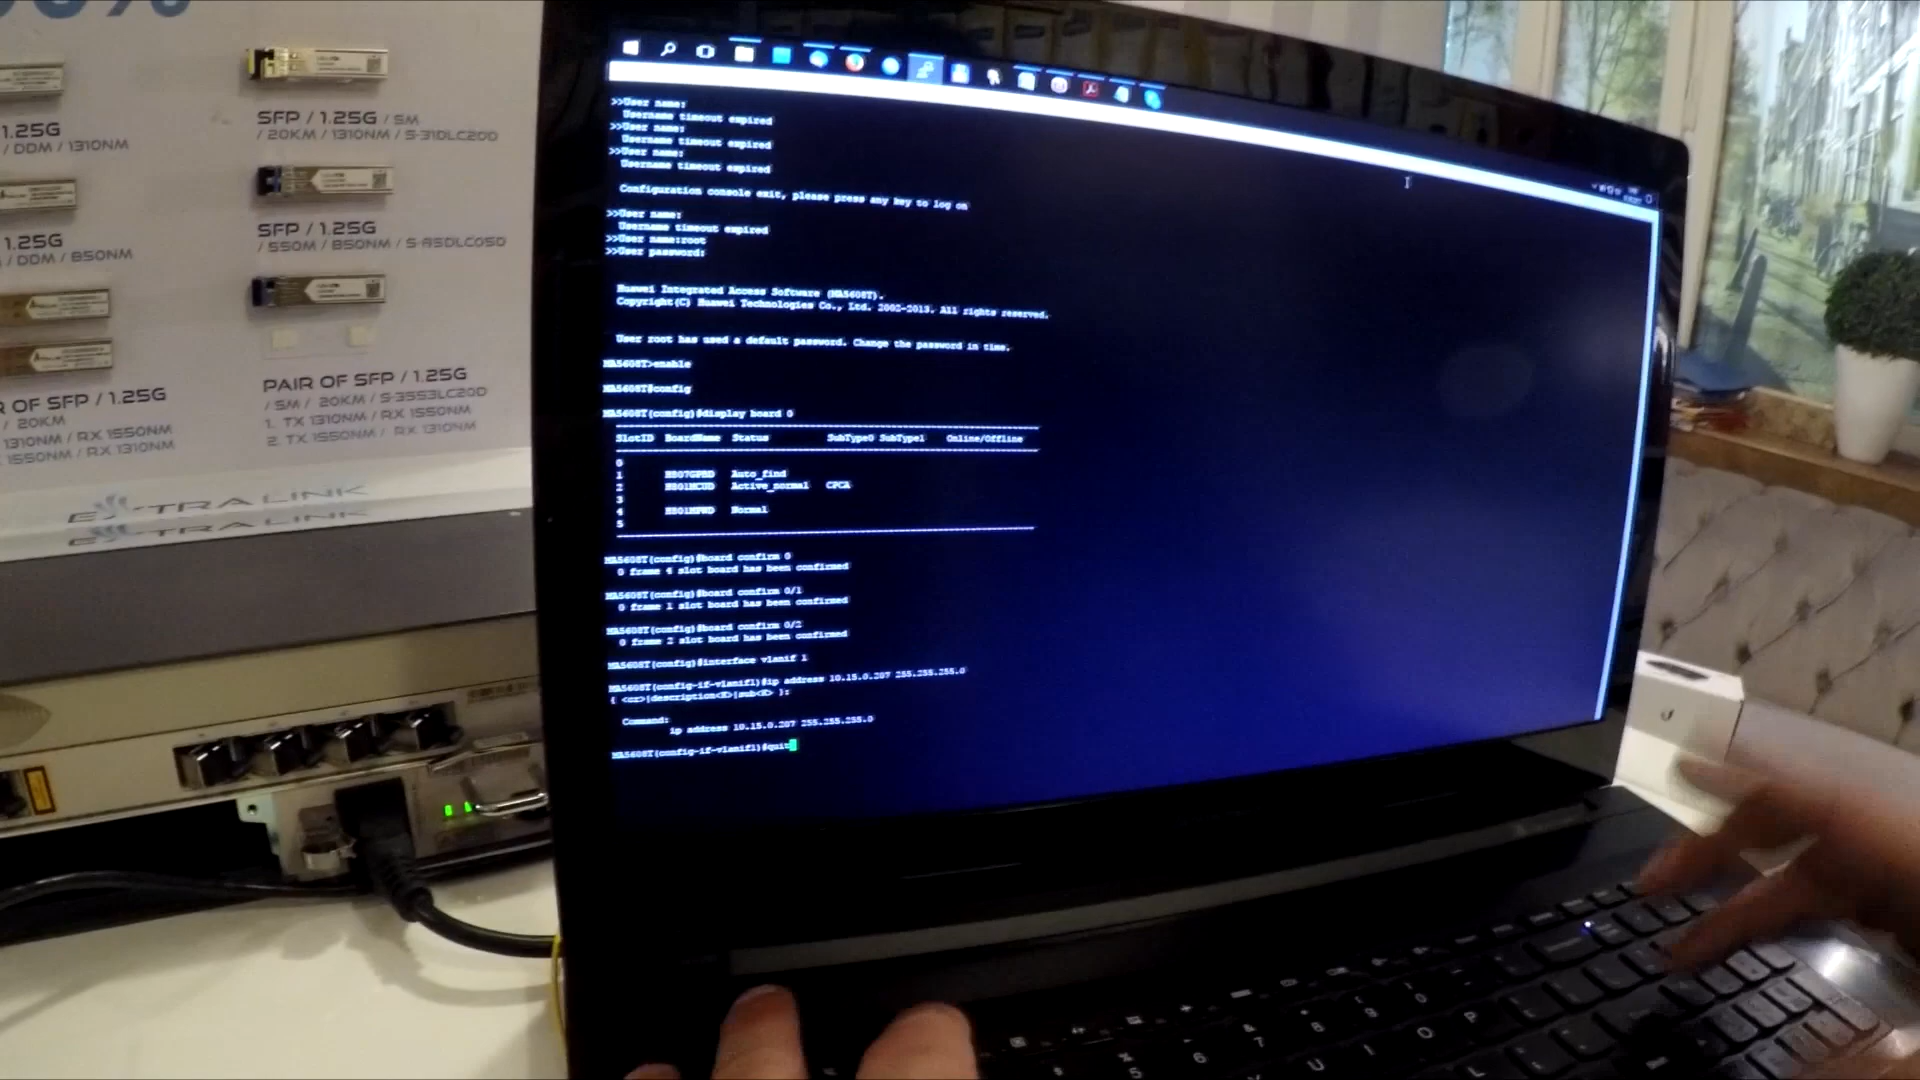 1.25G
/ DDM / 1310NM
1.25G
/ DDM / 850NM
R OF SFP / 1.25G
/ 20KM
1310NM / RX 1550NM
1550NM / RX 1310NM
SFP / 1.25G / SM
/ 20KM / 1310NM / S-31DLC20D
SFP / 1.25G
/ 550M / 850NM / S-85DLC05D
PAIR OF SFP / 1.25G
/ SM / 20KM / S-3553LC20D
1. TX 1310NM / RX 1550NM
2. TX 1550NM / RX 1310NM
EXTRALINK
EXTRALINK
>>User name:
Username timeout expired
>>User name:
Username timeout expired
>>User name:
Username timeout expired
Configuration console exit, please press any key to log on
>>User name:
Username timeout expired
>>User name:root
>>User password:
Huawei Integrated Access Software (MA5608T).
Copyright(C) Huawei Technologies Co., Ltd. 2002-2013. All rights reserved.
User root has used a default password. Change the password in time.
MA5608T>enable
MA5608T#config
MA5608T(config)#display board 0
SlotID BoardName Status SubType0 SubType1 Online/Offline
0
1 H807GPBD Auto_find
2 H801MCUD Active_normal CPCA
3
4 H801MPWD Normal
5
MA5608T(config)#board confirm 0
0 frame 4 slot board has been confirmed
MA5608T(config)#board confirm 0/1
0 frame 1 slot board has been confirmed
MA5608T(config)#board confirm 0/2
0 frame 2 slot board has been confirmed
MA5608T(config)#interface vlanif 1
MA5608T(config-if-vlanif1)#ip address 10.15.0.207 255.255.255.0
{ <cr>|description<K>|sub<K> }:
Command:
ip address 10.15.0.207 255.255.255.0
MA5608T(config-if-vlanif1)#quit